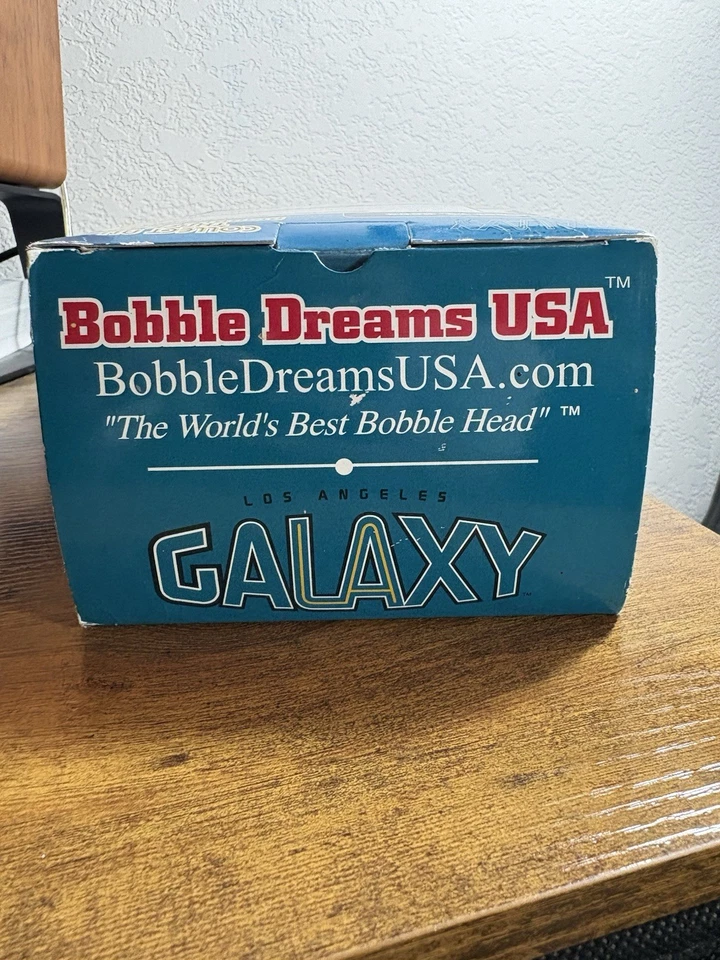 Bobble Dreams USA™
BobbleDreamsUSA.com
"The World's Best Bobble Head" ™
LOS ANGELES
GALAXY